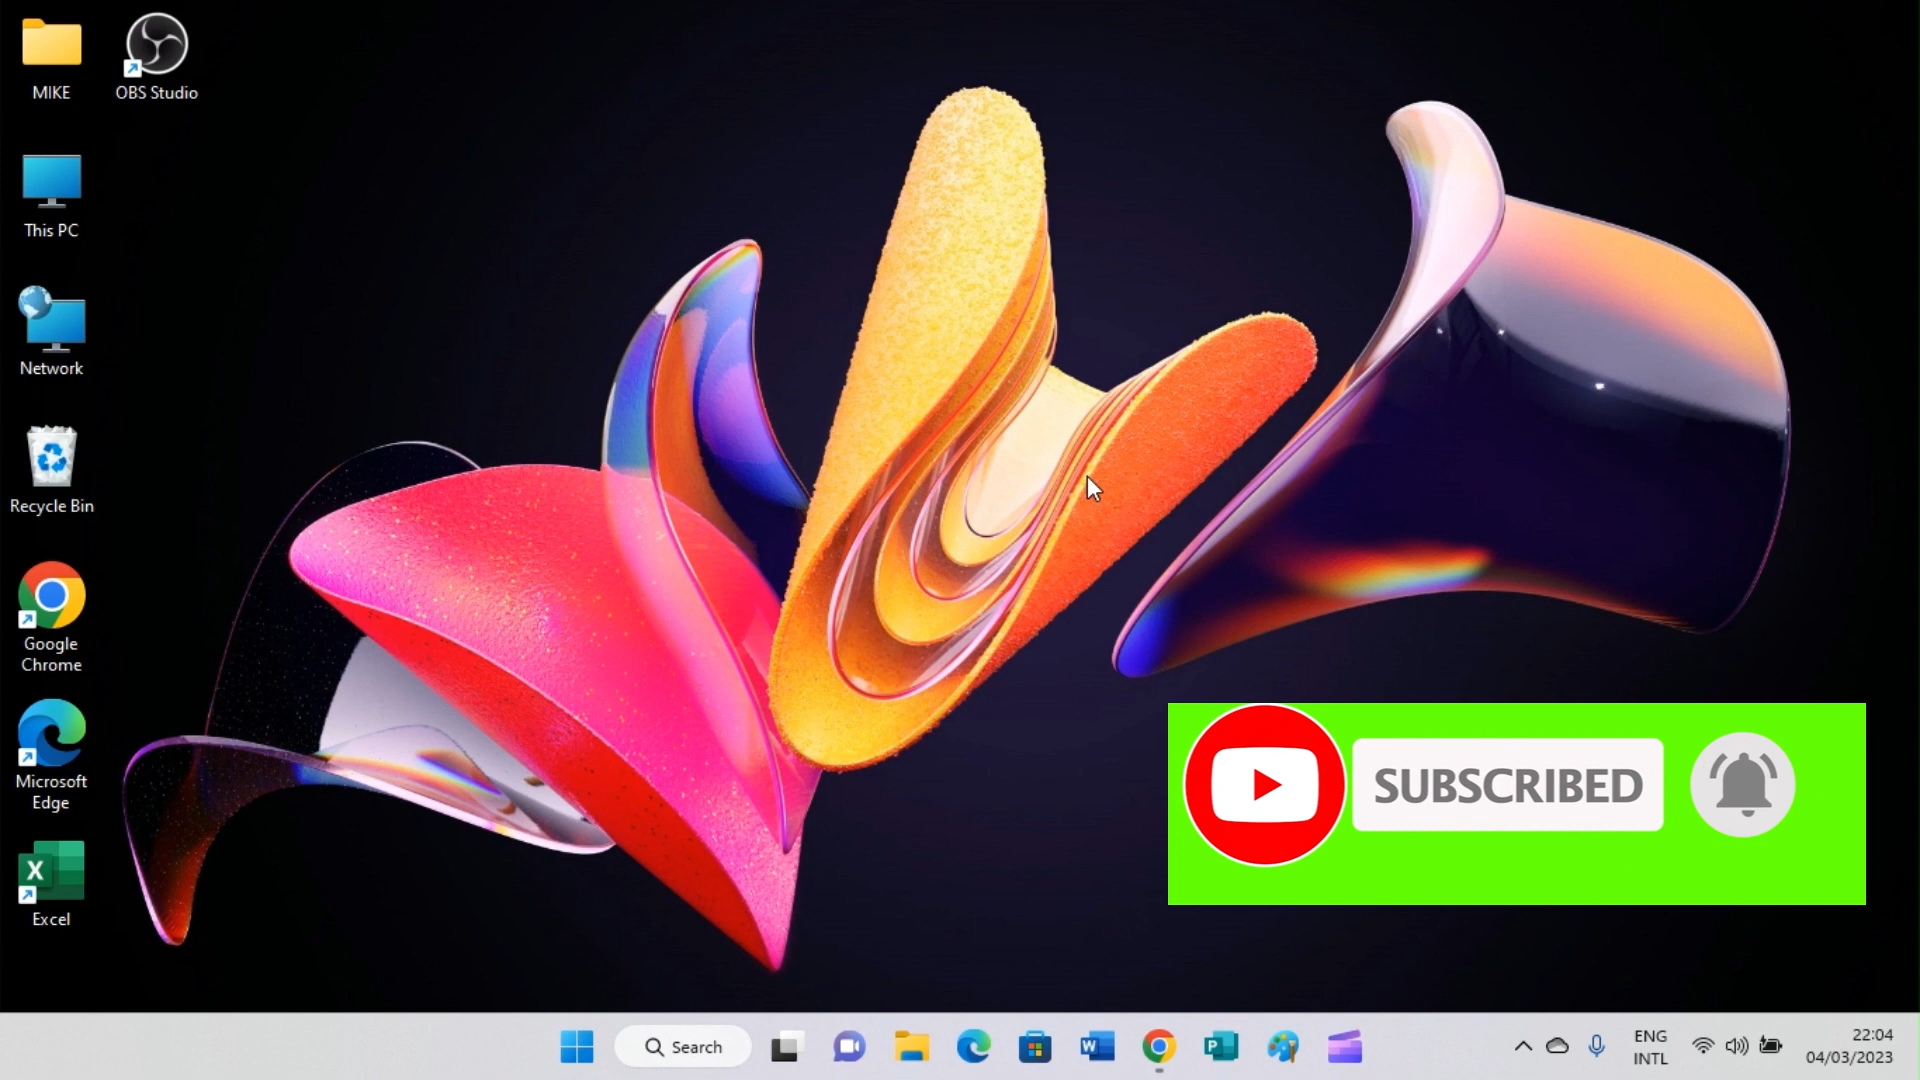 MIKE
OBS Studio
This PC
Network
Recycle Bin
Google
Chrome
Microsoft
Edge
X
Excel
SUBSCRIBED
Search
W
P
ENG
INTL
22:04
04/03/2023